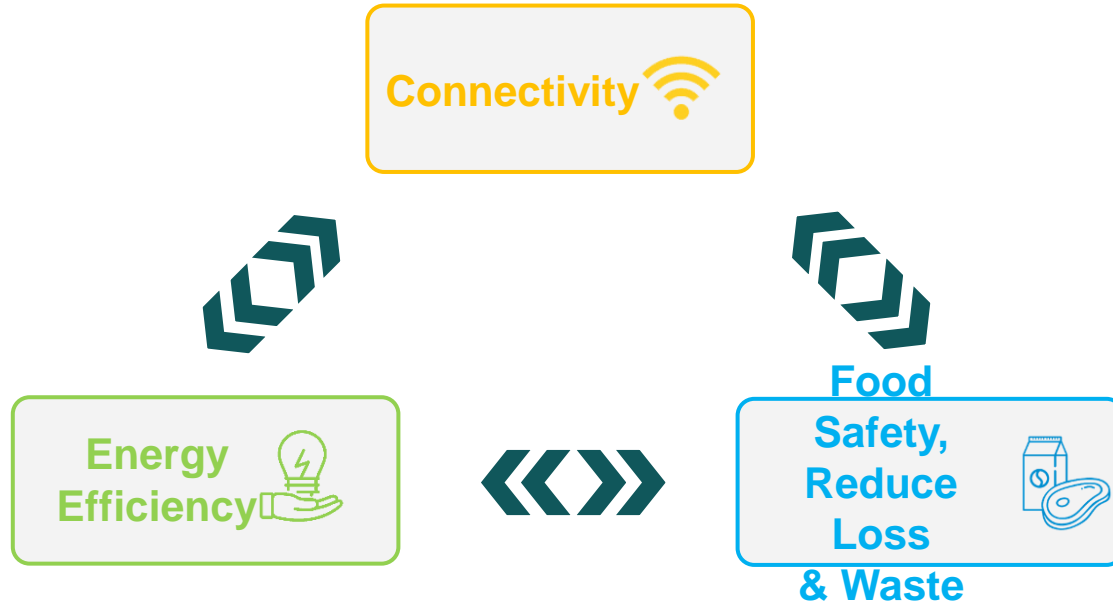 Connectivity
Energy
Efficiency
Food
Safety,
Reduce
Loss
& Waste